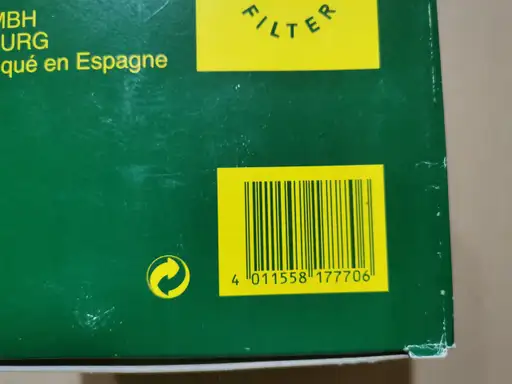 MBH
URG
qué en Espagne
FILTER
4 011558 177706